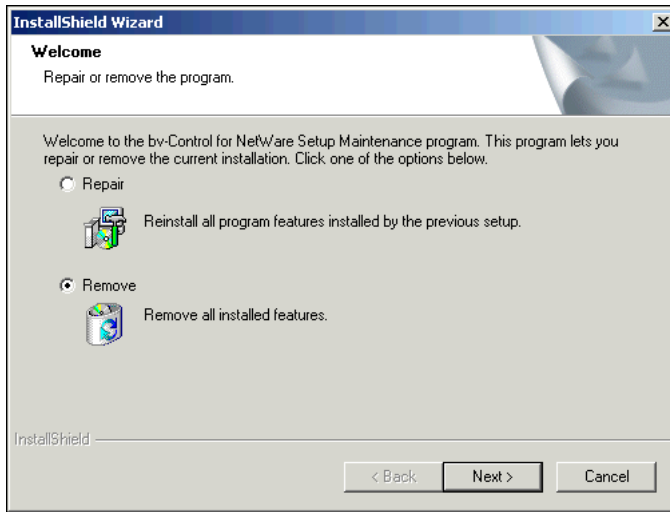 InstallShield Wizard
Welcome
Repair or remove the program.
Welcome to the bv-Control for NetWare Setup Maintenance program. This program lets you
repair or remove the current installation. Click one of the options below.
Repair
Reinstall all program features installed by the previous setup.
Remove
Remove all installed features.
InstallShield
< Back
Next >
Cancel